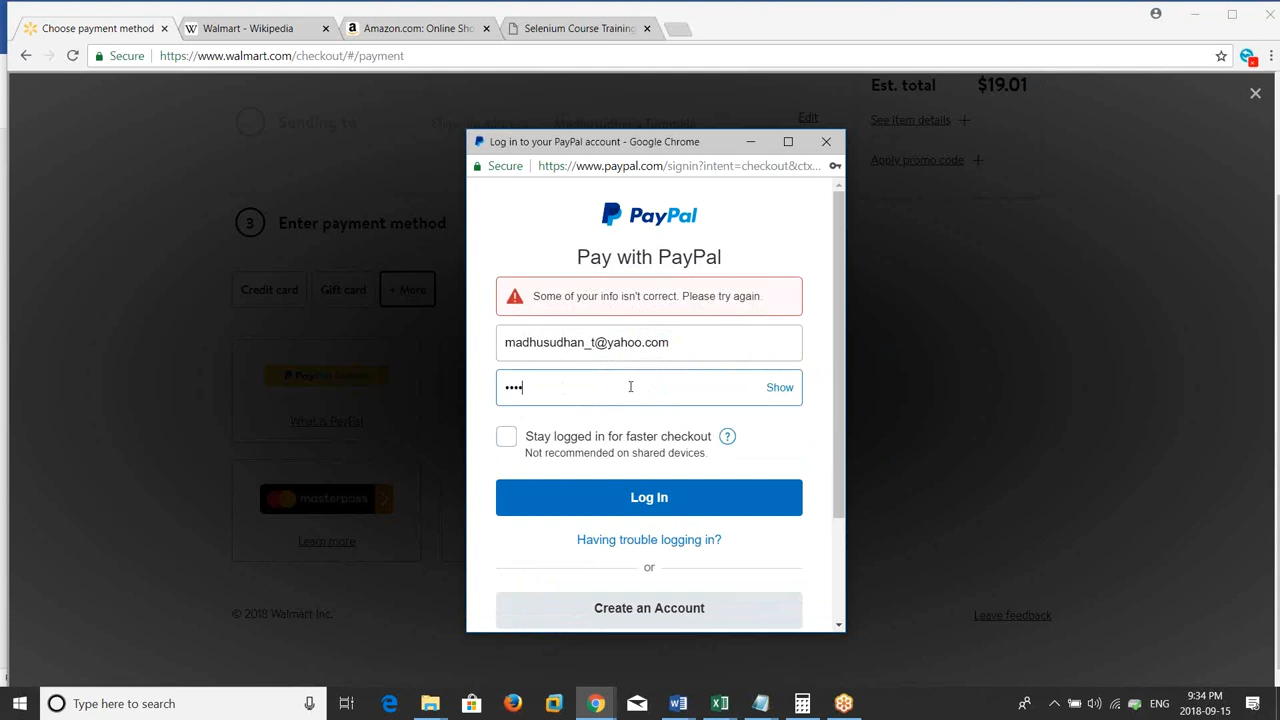 Choose payment method
Walmart - Wikipedia
Amazon.com: Online Sho
Selenium Course Training
Secure
https://www.walmart.com/checkout/#/payment
Est. total $19.01
Sending to
Edit
See item details
Apply promo code
Log in to your PayPal account - Google Chrome
Secure
https://www.paypal.com/signin?intent=checkout&ctx...
PayPal
Pay with PayPal
Some of your info isn't correct. Please try again.
madhusudhan_t@yahoo.com
••••
Show
Stay logged in for faster checkout ?
Not recommended on shared devices.
Log In
Having trouble logging in?
or
Create an Account
3 Enter payment method
Credit card
Gift card
+ More
PayPal
What is PayPal
masterpass
Learn more
© 2018 Walmart Inc.
Leave feedback
Type here to search
ENG
9:34 PM
2018-09-15